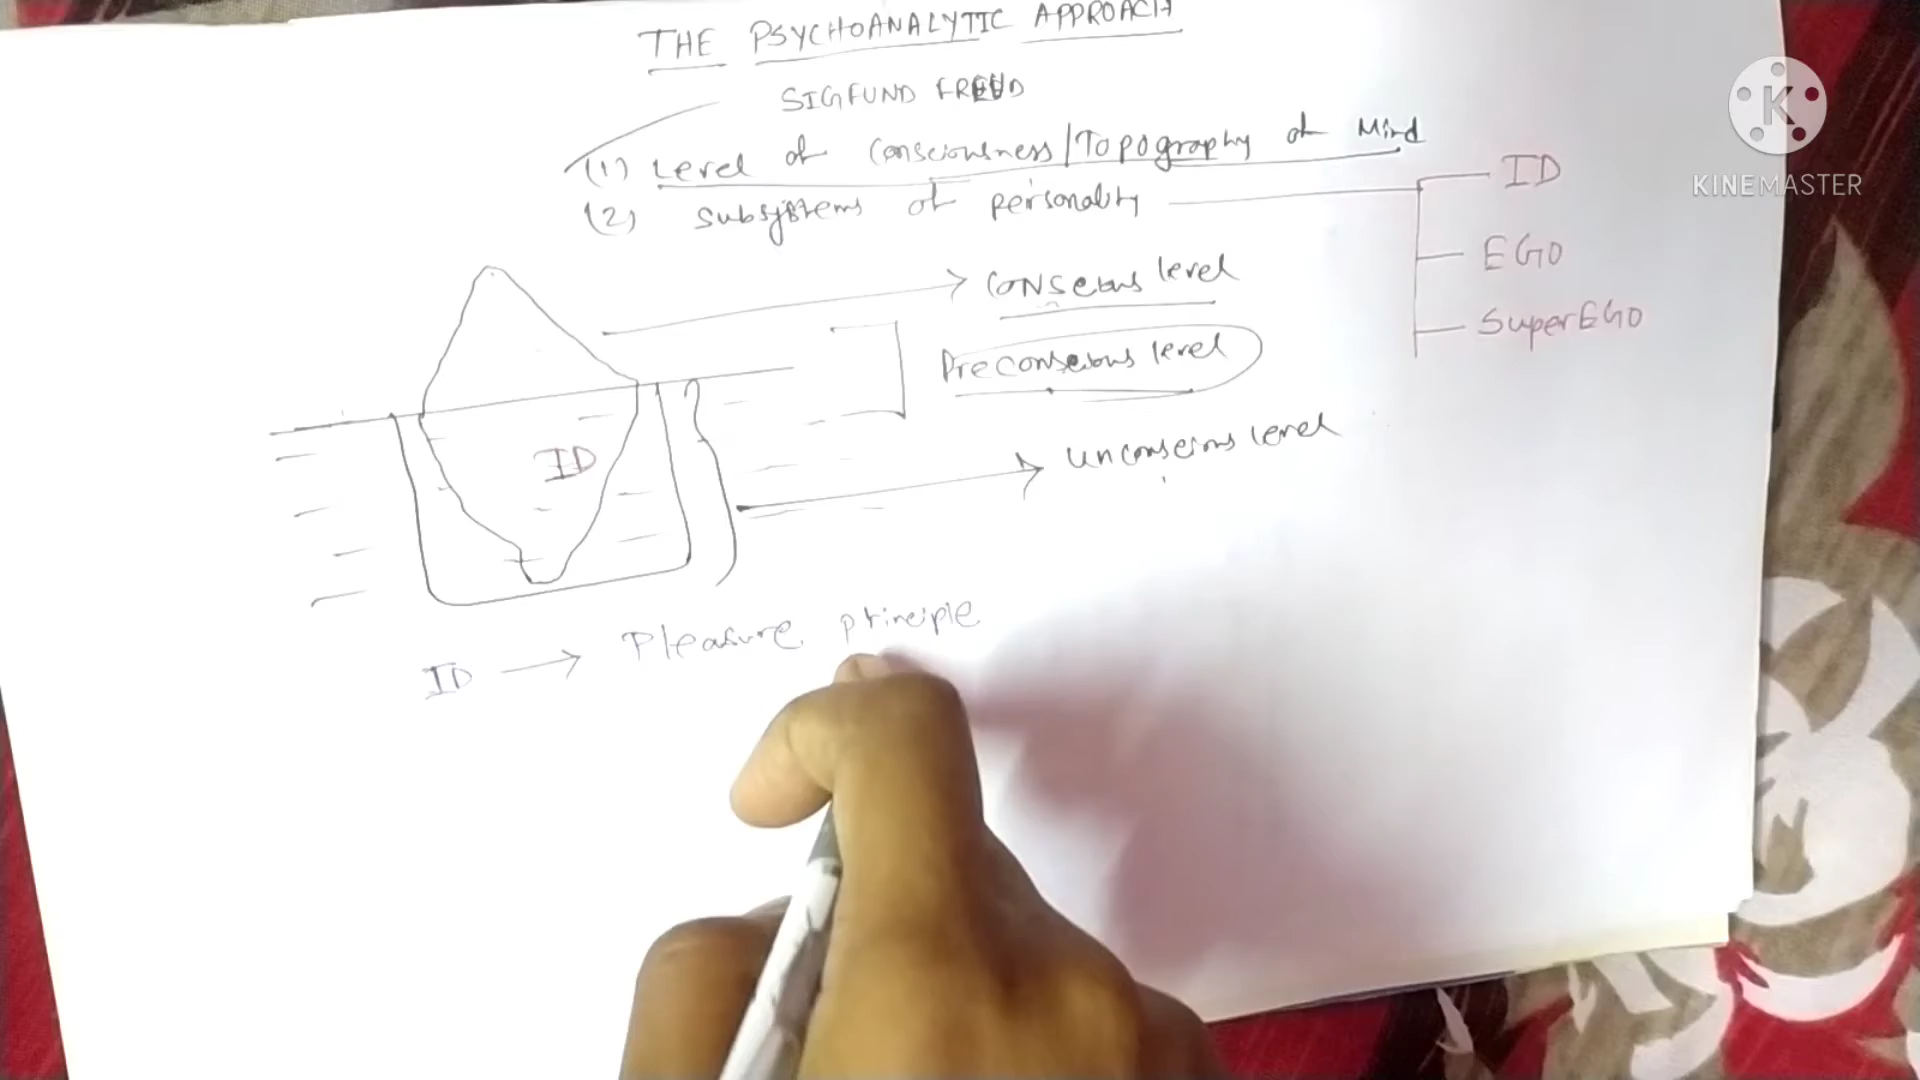 THE PSYCHOANALYTIC APPROACH
SIGFUND FREUD
(1) Level of Consciousness/Topography of Mind
(2) subsystems of personality
ID
EGO
SuperEGO
Conscious level
Preconscious level
unconscious level
ID
ID → Pleasure principle
KINEMASTER